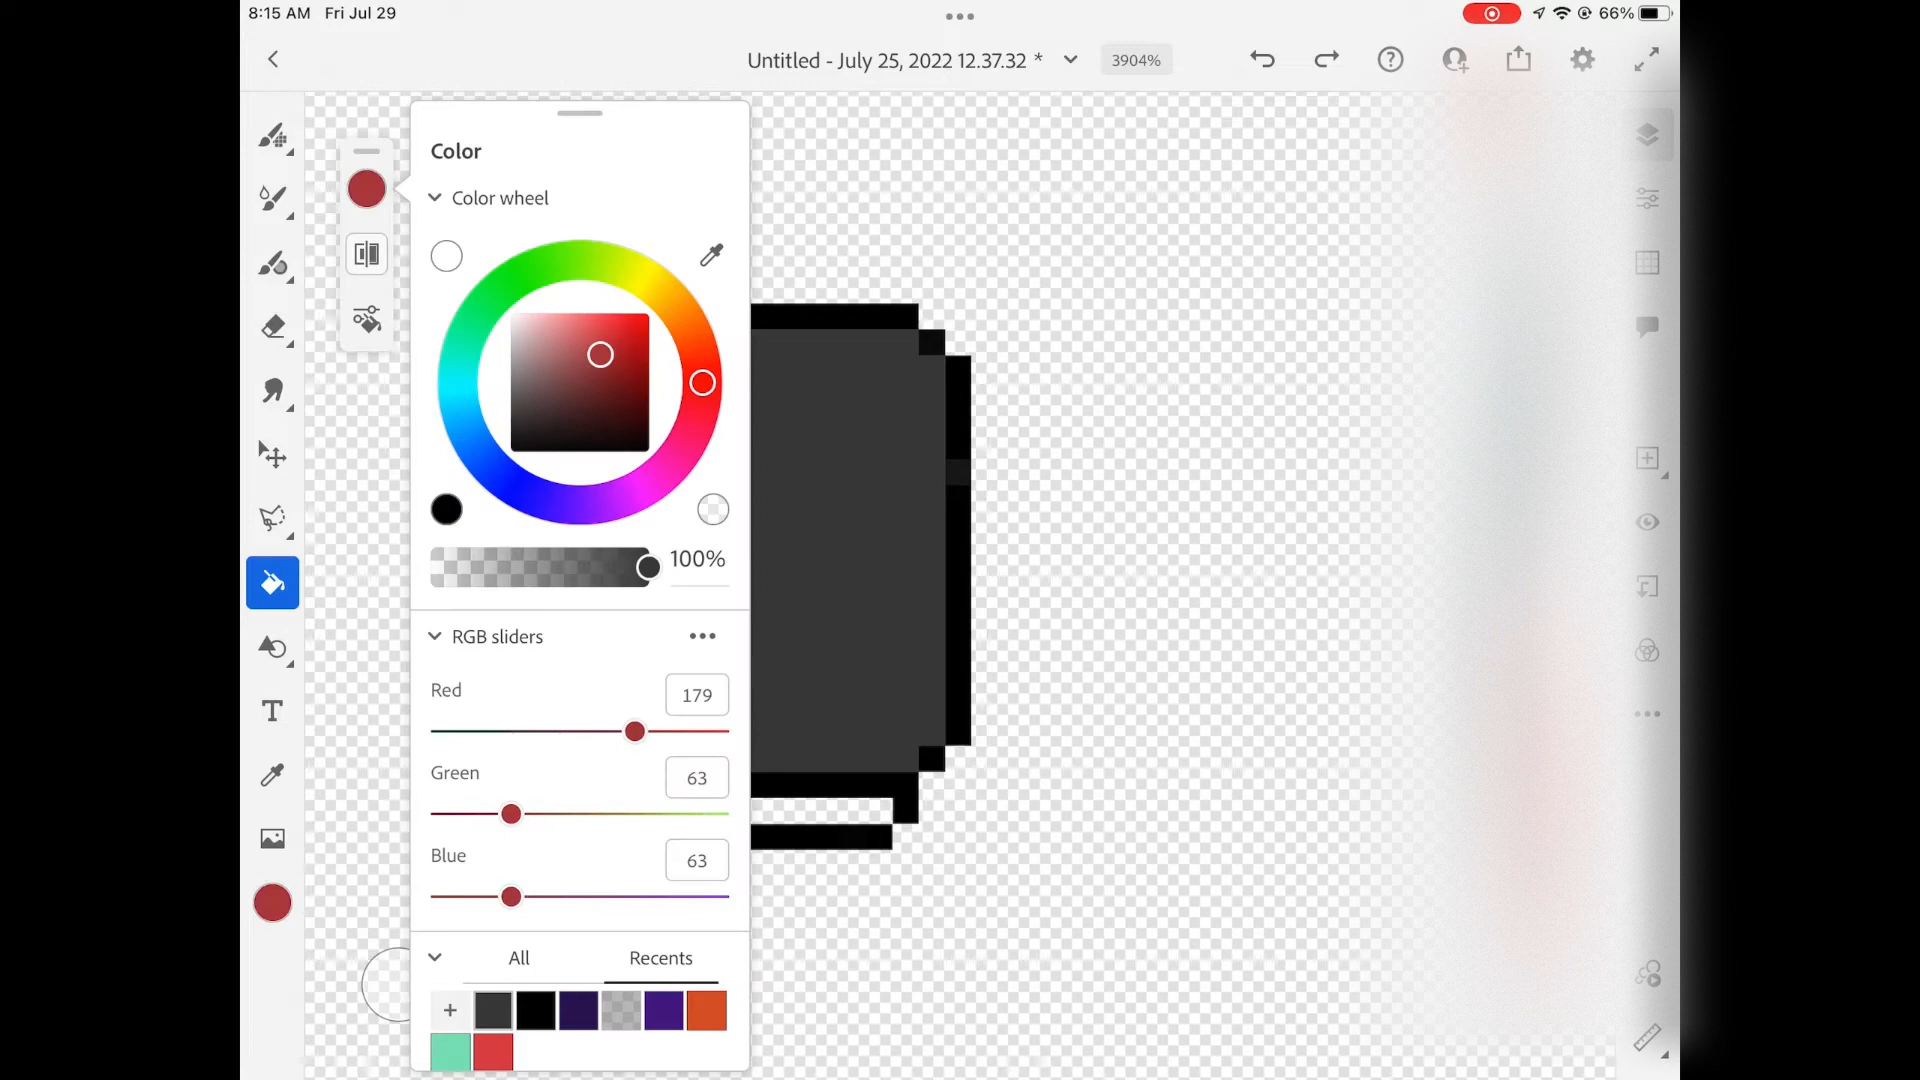 8:15 AM Fri Jul 29
66%
Untitled - July 25, 2022 12.37.32 *
3904%
Color
Color wheel
100%
RGB sliders
Red
179
Green
63
Blue
63
All
Recents
T